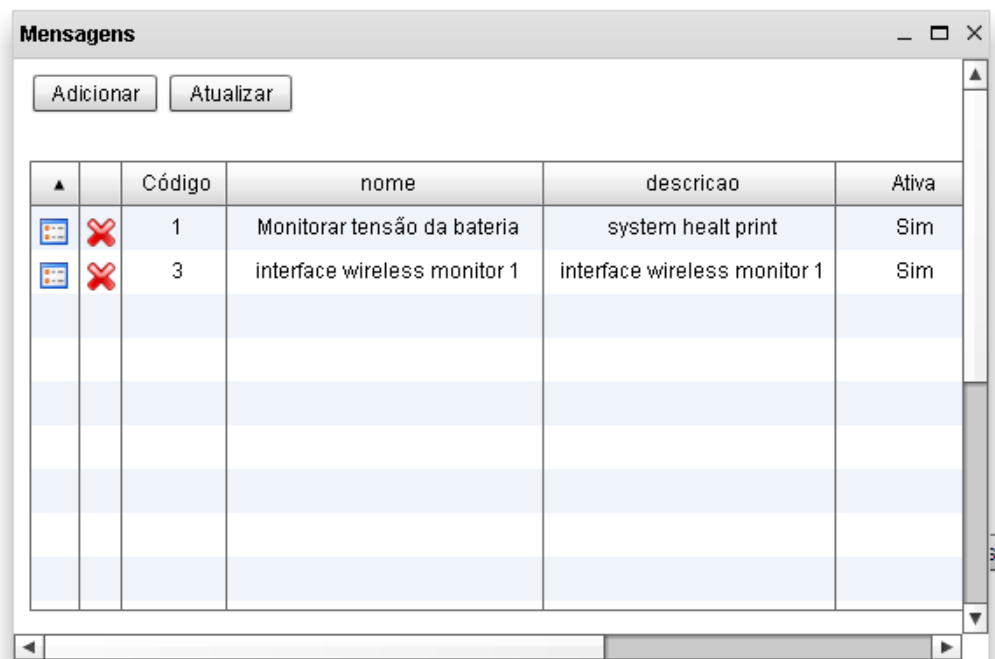 Mensagens
Adicionar Atualizar
Código nome descricao Ativa
1 Monitorar tensão da bateria system healt print Sim
3 interface wireless monitor 1 interface wireless monitor 1 Sim